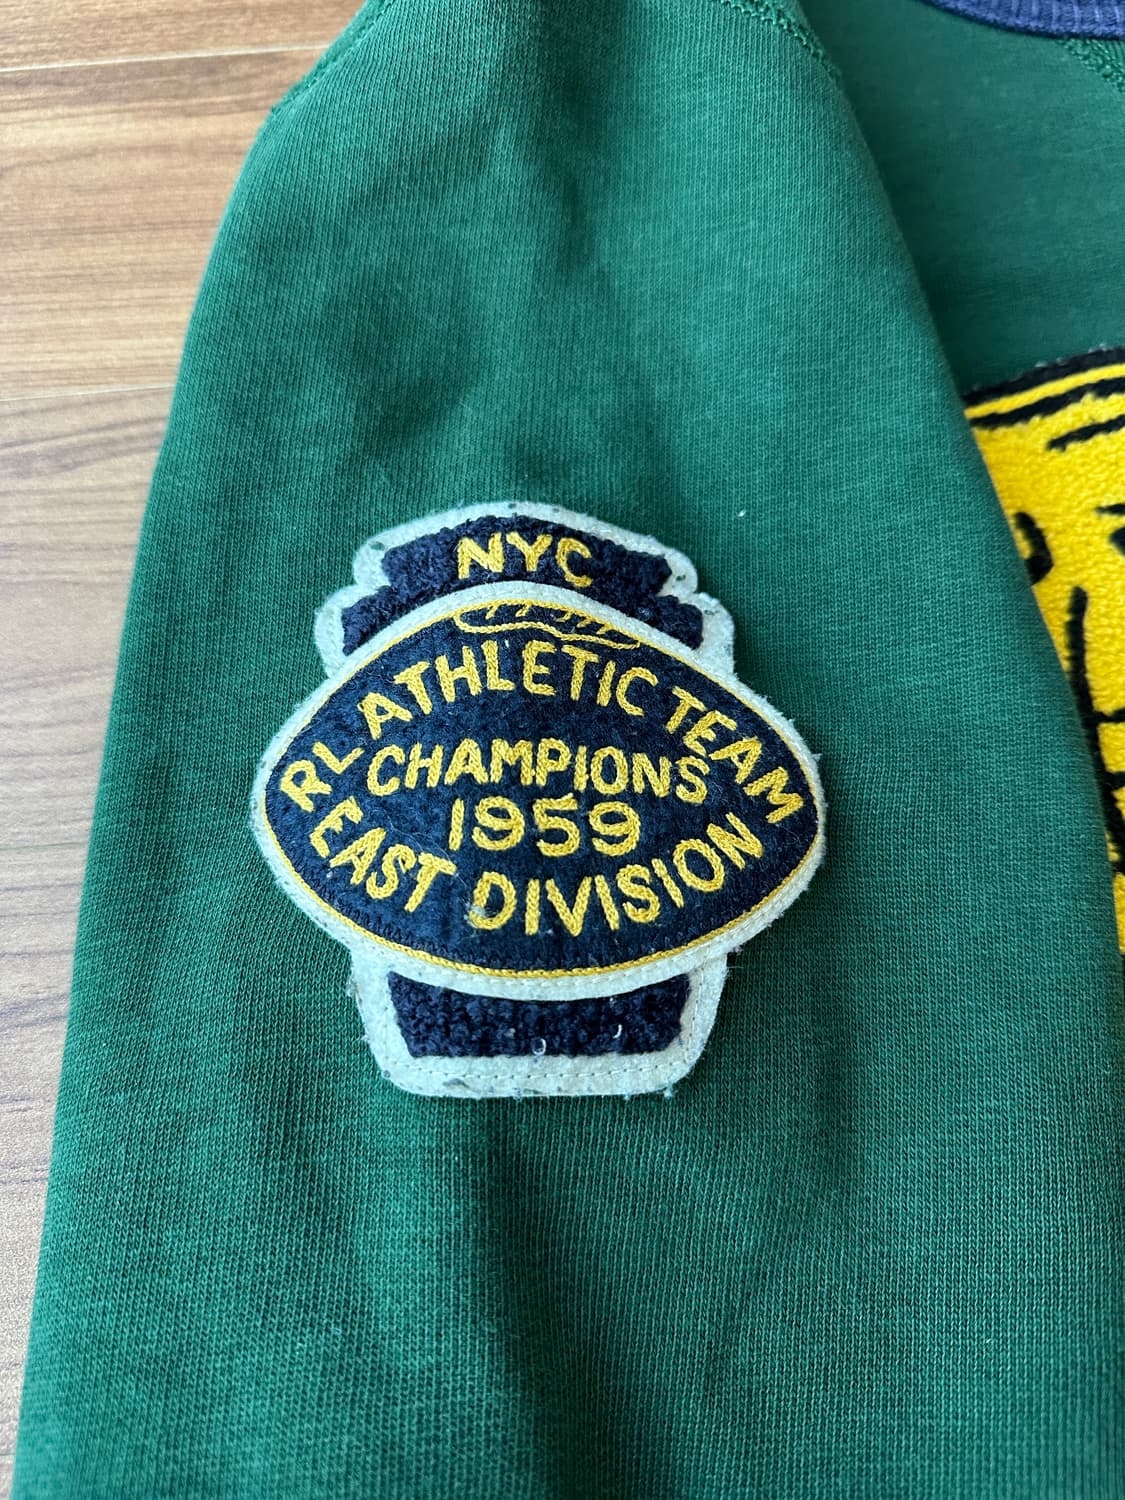 NYC
RL ATHLETIC TEAM
CHAMPIONS
1959
EAST DIVISION